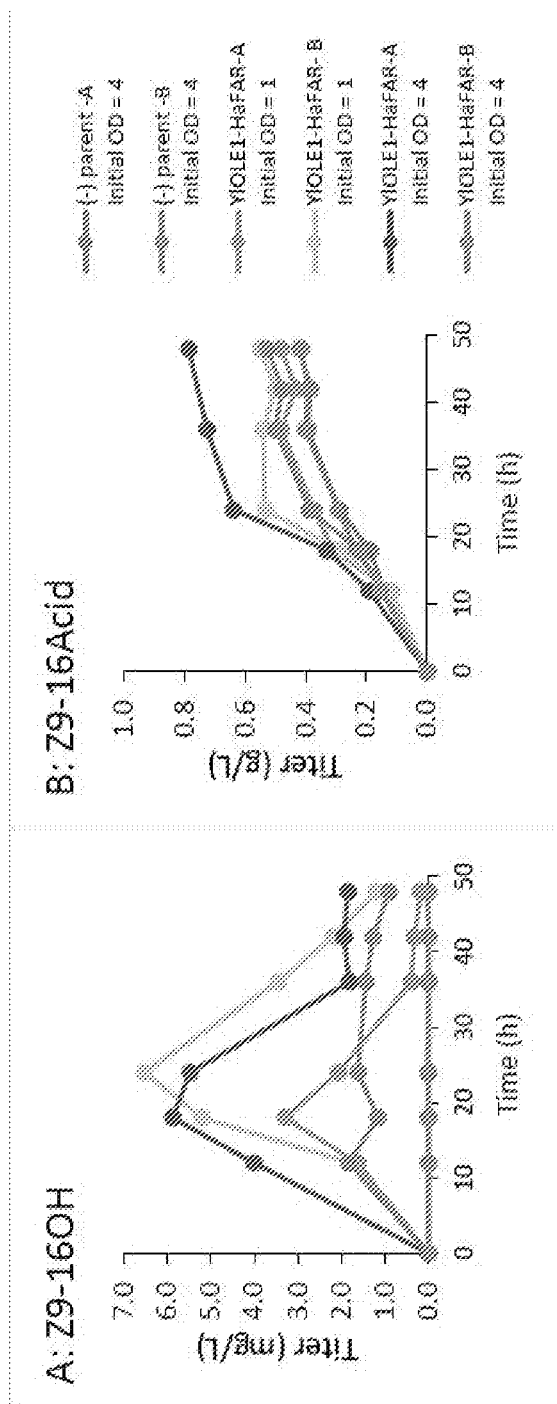 A: Z9-16OH
Titer (mg/L)
7.0
6.0
5.0
4.0
3.0
2.0
1.0
0.0
0 10 20 30 40 50
Time (h)
B: Z9-16Acid
Titer (g/L)
1.0
0.8
0.6
0.4
0.2
0.0
0 10 20 30 40 50
Time (h)
(-) parent -A
Initial OD = 4
(-) parent -B
Initial OD = 4
YlOLE1-HaFAR-A
Initial OD = 1
YlOLE1-HaFAR- B
Initial OD = 1
YlOLE1-HaFAR-A
Initial OD = 4
YlOLE1-HaFAR-B
Initial OD = 4